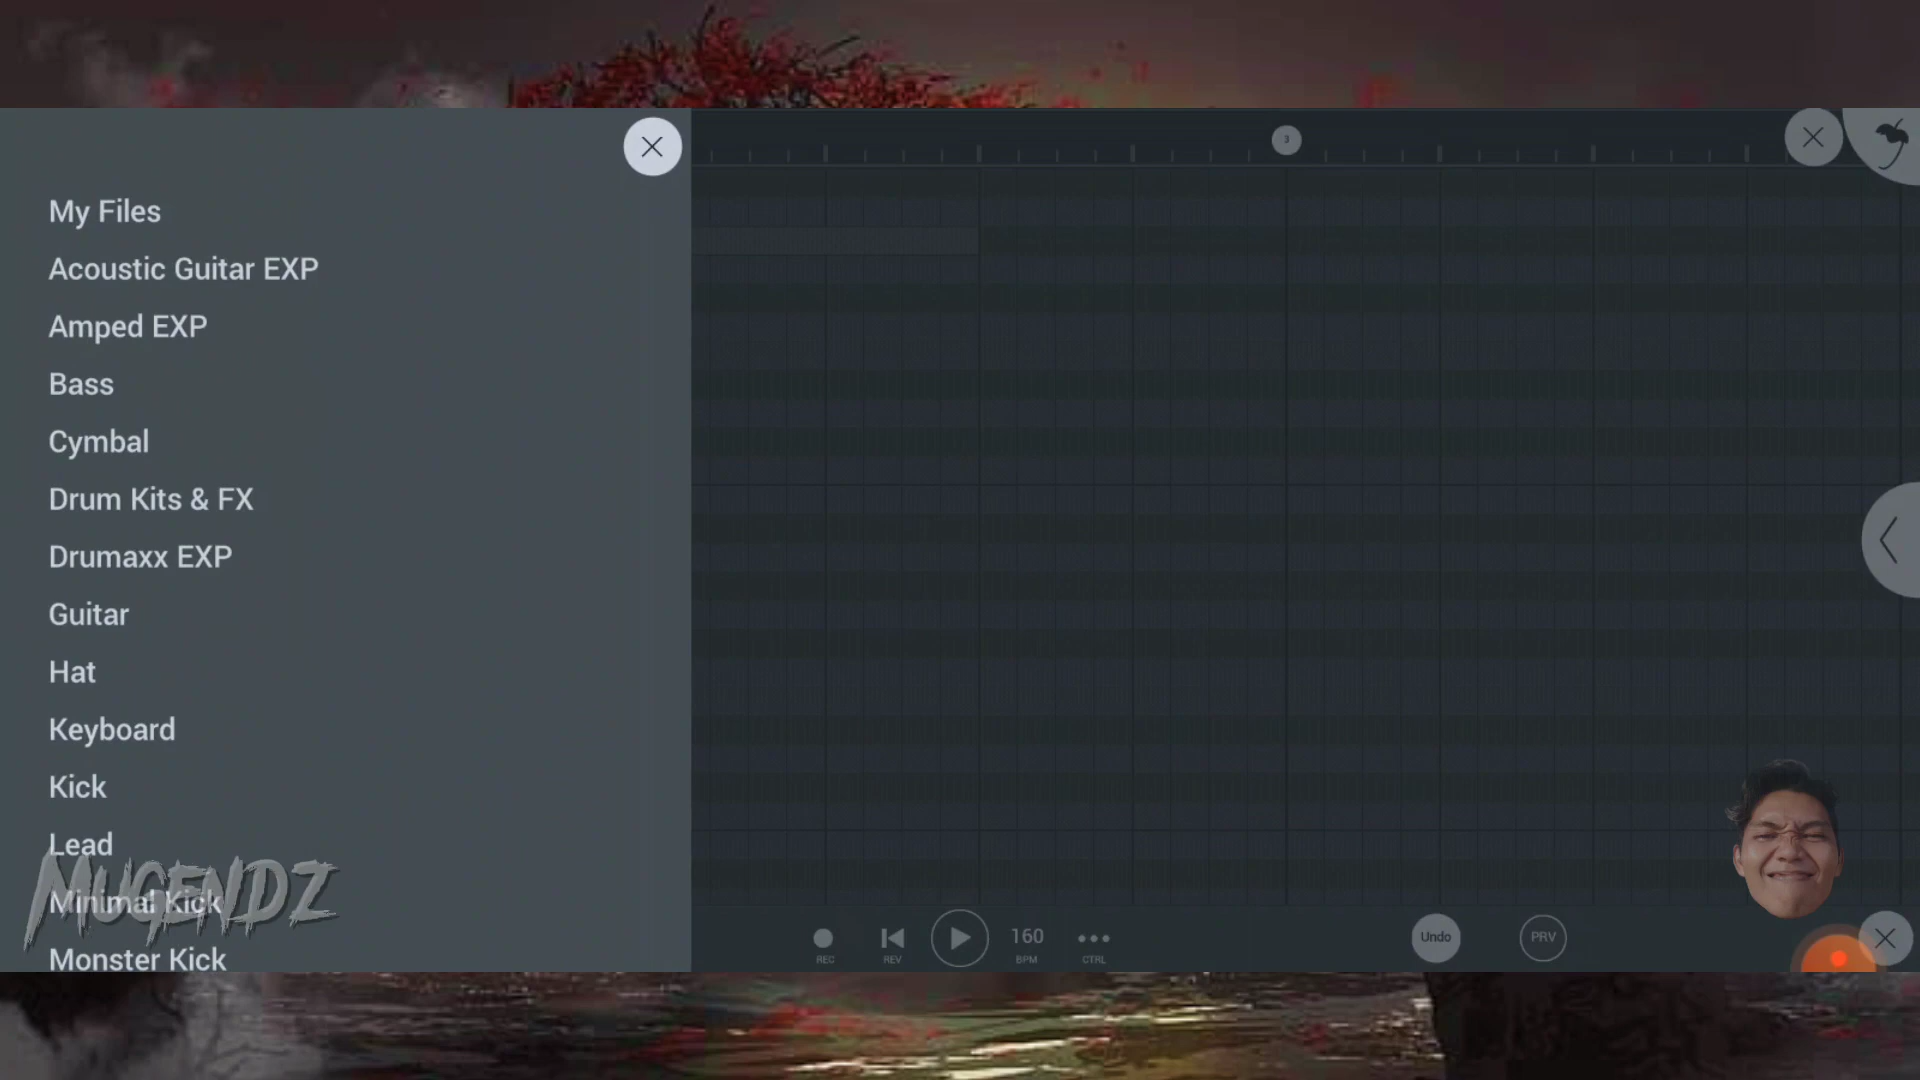 3
My Files
Acoustic Guitar EXP
Amped EXP
Bass
Cymbal
Drum Kits & FX
Drumaxx EXP
Guitar
Hat
Keyboard
Kick
Lead
MUGENDZ
Minimal Kick
Monster Kick
160
Undo
PRV
REC
REV
BPM
CTRL